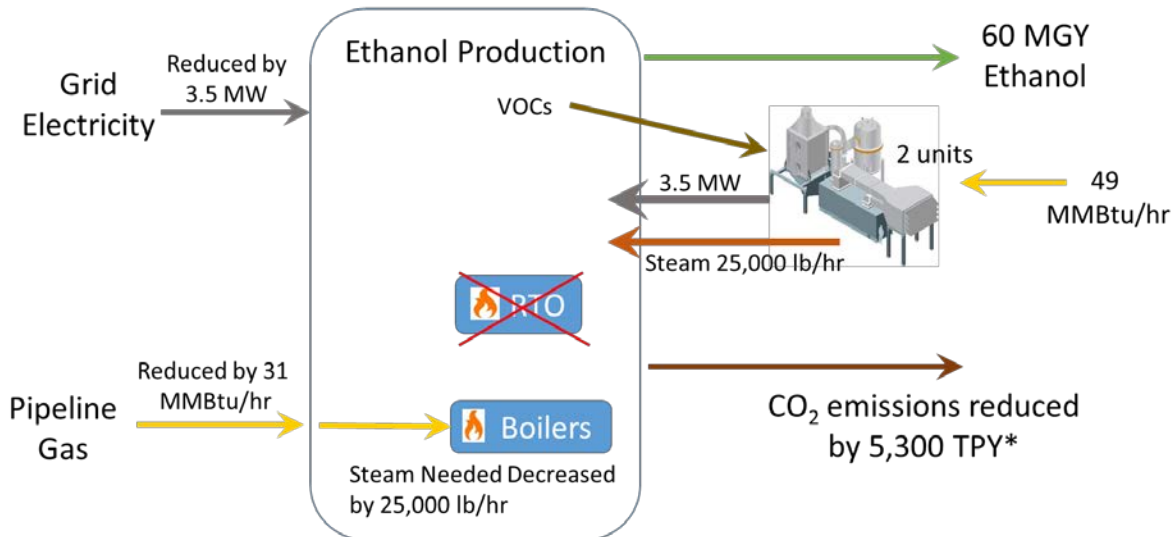 Ethanol Production
60 MGY
Ethanol
Grid
Electricity
Reduced by
3.5 MW
VOCs
2 units
3.5 MW
49
MMBtu/hr
Steam 25,000 lb/hr
RTO
Pipeline
Gas
Reduced by 31
MMBtu/hr
Boilers
Steam Needed Decreased
by 25,000 lb/hr
CO₂ emissions reduced
by 5,300 TPY*